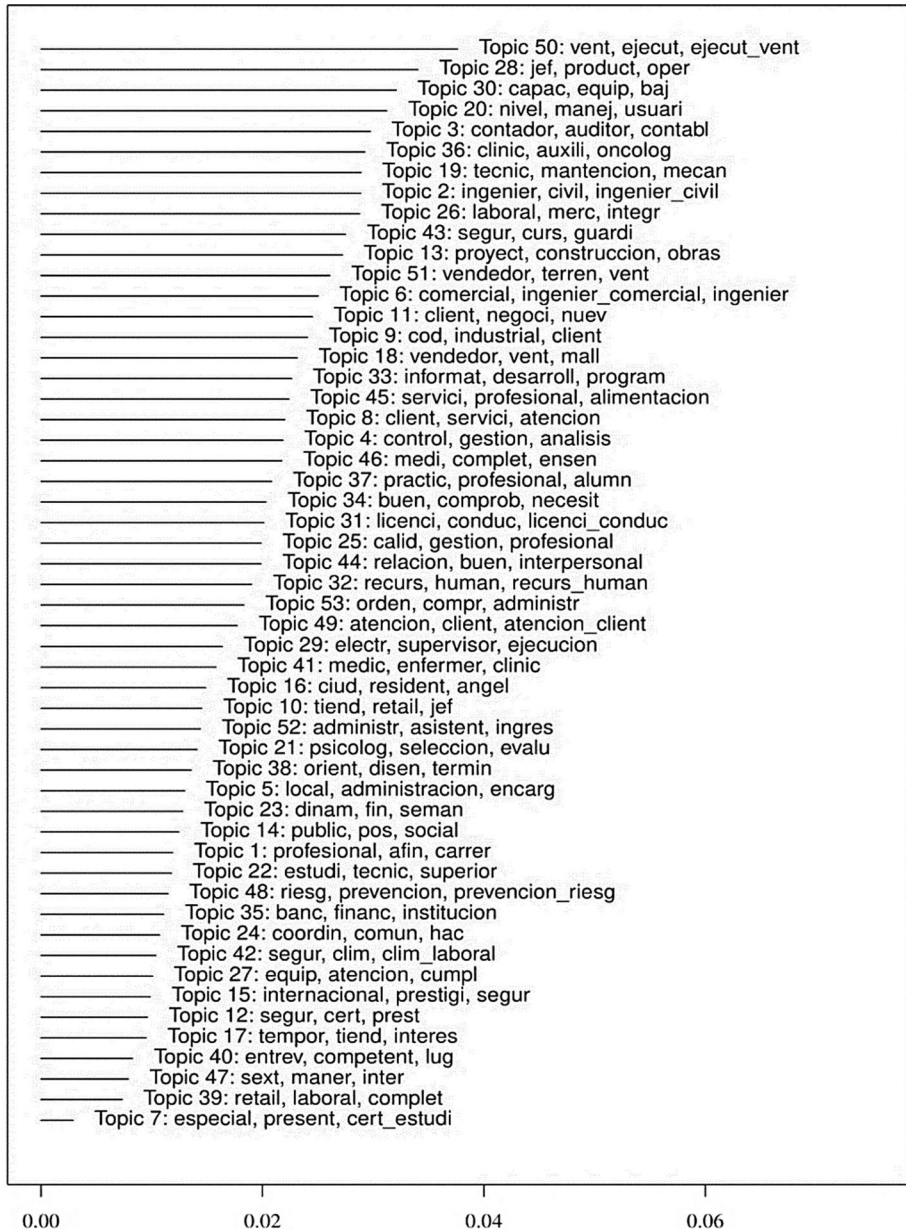 Topic 50: vent, ejecut, ejecut_vent
Topic 28: jef, product, oper
Topic 30: capac, equip, baj
Topic 20: nivel, manej, usuari
Topic 3: contador, auditor, contabl
Topic 36: clinic, auxili, oncolog
Topic 19: tecnic, mantencion, mecan
Topic 2: ingenier, civil, ingenier_civil
Topic 26: laboral, merc, integr
Topic 43: segur, curs, guardi
Topic 13: proyect, construccion, obras
Topic 51: vendedor, terren, vent
Topic 6: comercial, ingenier_comercial, ingenier
Topic 11: client, negoci, nuev
Topic 9: cod, industrial, client
Topic 18: vendedor, vent, mall
Topic 33: informat, desarroll, program
Topic 45: servici, profesional, alimentacion
Topic 8: client, servici, atencion
Topic 4: control, gestion, analisis
Topic 46: medi, complet, ensen
Topic 37: practic, profesional, alumn
Topic 34: buen, comprob, necesit
Topic 31: licenci, conduc, licenci_conduc
Topic 25: calid, gestion, profesional
Topic 44: relacion, buen, interpersonal
Topic 32: recurs, human, recurs_human
Topic 53: orden, compr, administr
Topic 49: atencion, client, atencion_client
Topic 29: electr, supervisor, ejecucion
Topic 41: medic, enfermer, clinic
Topic 16: ciud, resident, angel
Topic 10: tiend, retail, jef
Topic 52: administr, asistent, ingres
Topic 21: psicolog, seleccion, evalu
Topic 38: orient, disen, termin
Topic 5: local, administracion, encarg
Topic 23: dinam, fin, seman
Topic 14: public, pos, social
Topic 1: profesional, afin, carrer
Topic 22: estudi, tecnic, superior
Topic 48: riesg, prevencion, prevencion_riesg
Topic 35: banc, financ, institucion
Topic 24: coordin, comun, hac
Topic 42: segur, clim, clim_laboral
Topic 27: equip, atencion, cumpl
Topic 15: internacional, prestigi, segur
Topic 12: segur, cert, prest
Topic 17: tempor, tiend, interes
Topic 40: entrev, competent, lug
Topic 47: sext, maner, inter
Topic 39: retail, laboral, complet
Topic 7: especial, present, cert_estudi
0.00 0.02 0.04 0.06